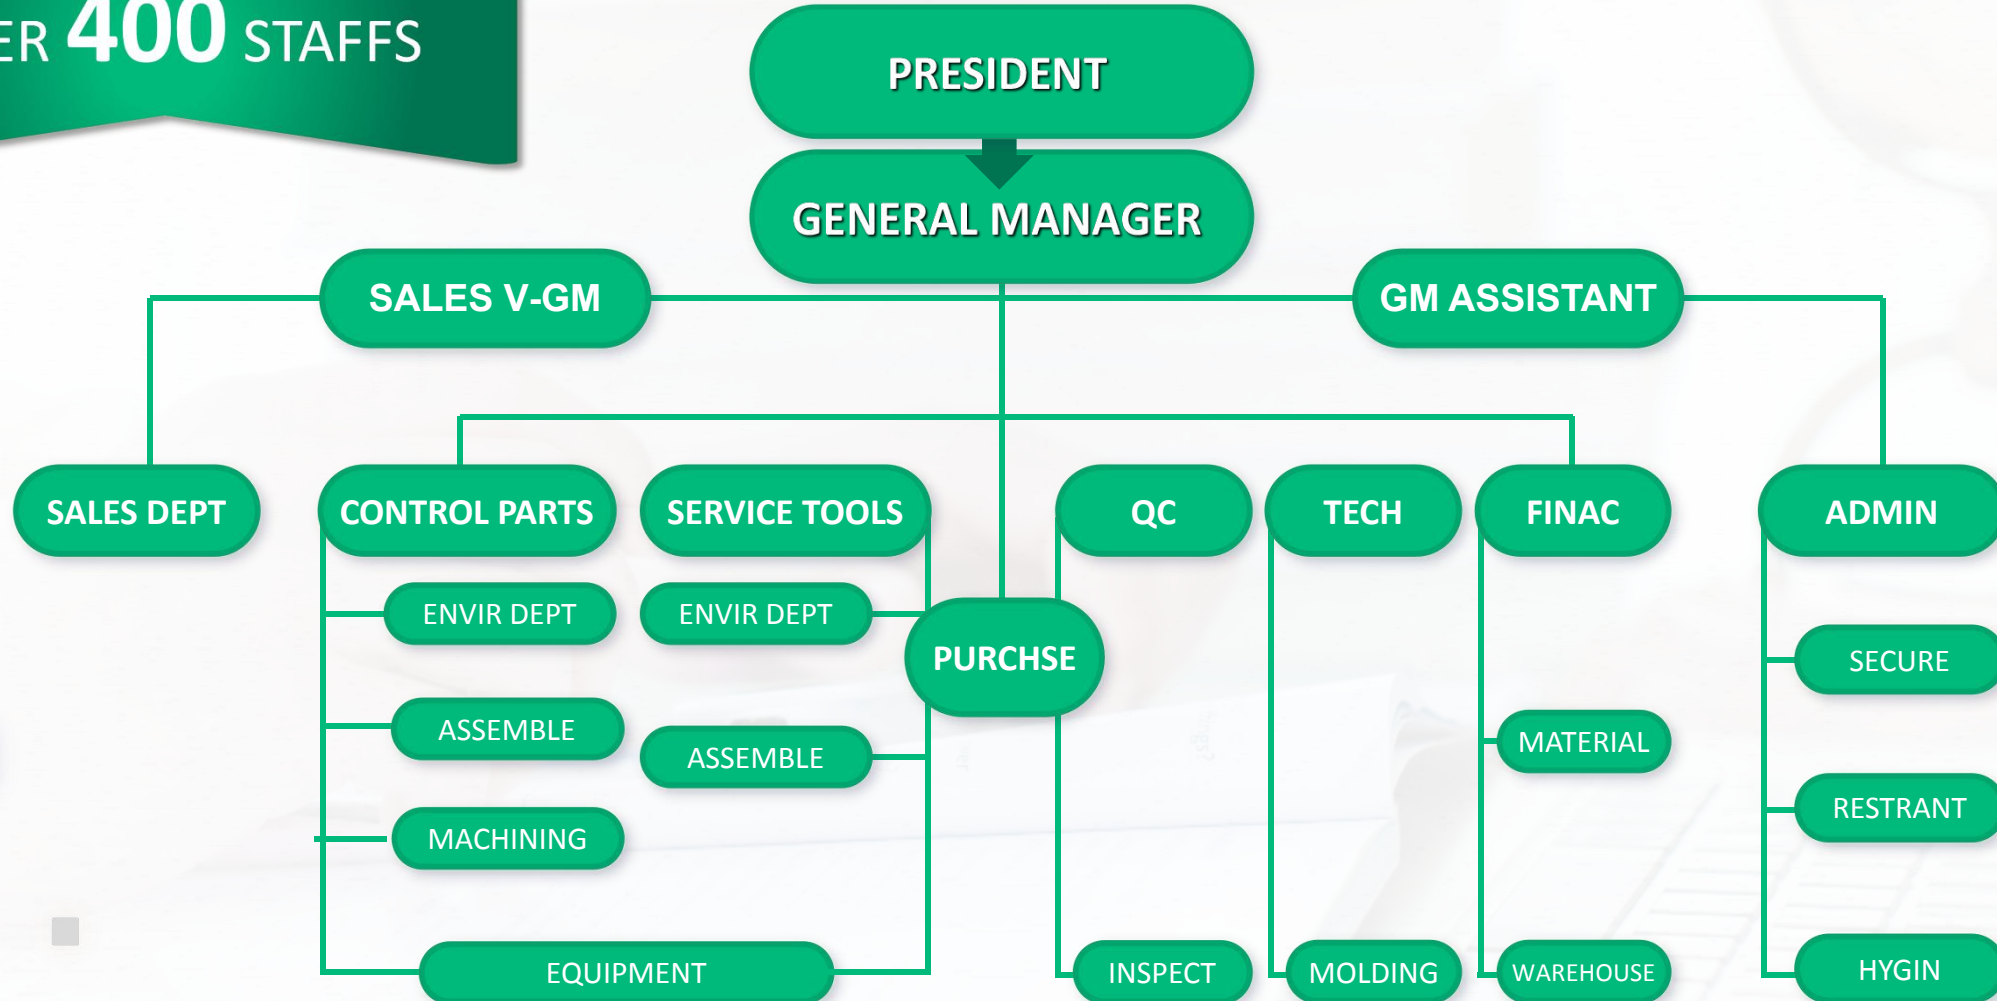 ER 400 STAFFS
PRESIDENT
GENERAL MANAGER
SALES V-GM
GM ASSISTANT
SALES DEPT
CONTROL PARTS
SERVICE TOOLS
QC
TECH
FINAC
ADMIN
ENVIR DEPT
ENVIR DEPT
PURCHSE
SECURE
ASSEMBLE
ASSEMBLE
MATERIAL
MACHINING
RESTRANT
EQUIPMENT
INSPECT
MOLDING
WAREHOUSE
HYGIN